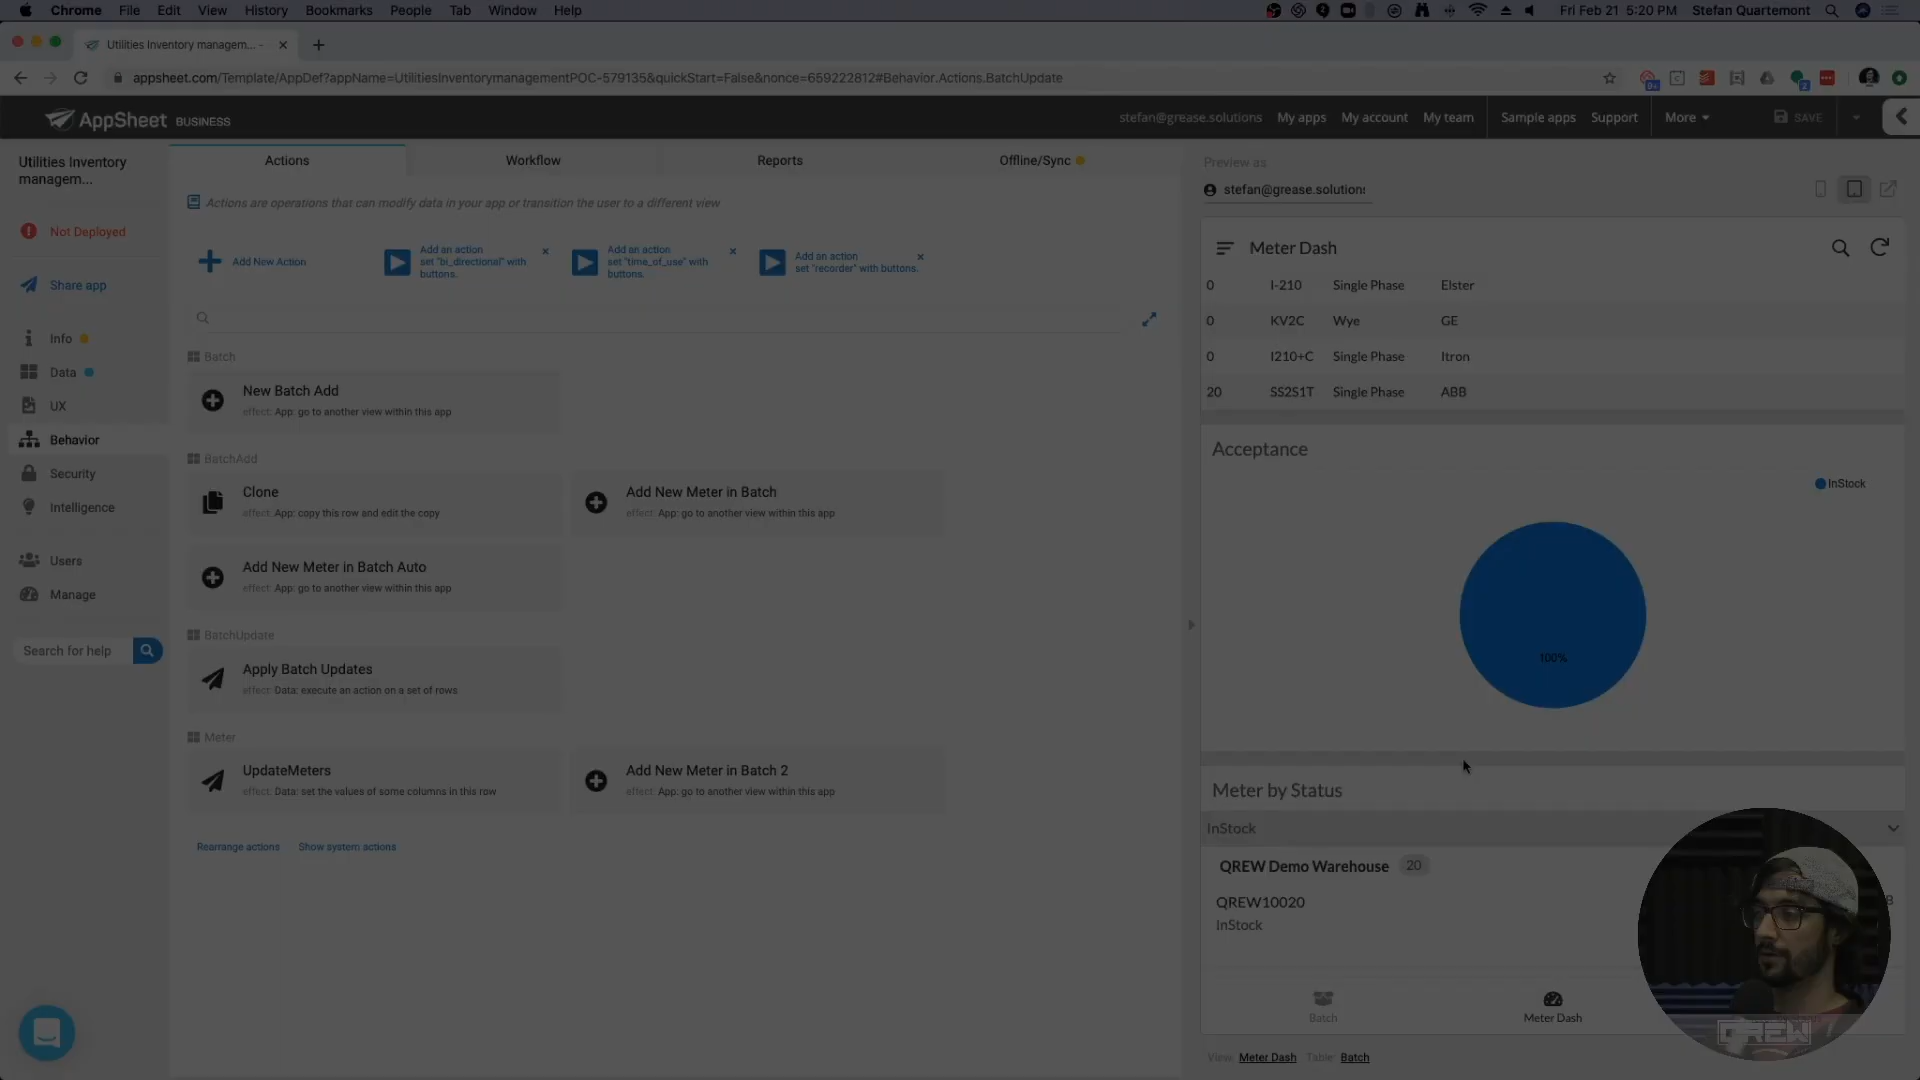 Chrome File Edit View History Bookmarks People Tab Window Help
Fri Feb 21 5:20 PM Stefan Quartemont
Utilities Inventory managem... -
appsheet.com/Template/AppDef?appName=UtilitiesInventorymanagementPOC-579135&quickStart=False&nonce=659222812#Behavior.Actions.BatchUpdate
AppSheet BUSINESS
stefan@grease.solutions My apps My account My team Sample apps Support More SAVE
Utilities Inventory
managem...
Not Deployed
Share app
Info
Data
UX
Behavior
Security
Intelligence
Users
Manage
Search for help
Actions Workflow Reports Offline/Sync
Actions are operations that can modify data in your app or transition the user to a different view
Add New Action
Add an action
set "bi_directional" with
buttons.
Add an action
set "time_of_use" with
buttons.
Add an action
set "recorder" with buttons.
Batch
New Batch Add
effect: App: go to another view within this app
BatchAdd
Clone
effect: App: copy this row and edit the copy
Add New Meter in Batch
effect: App: go to another view within this app
Add New Meter in Batch Auto
effect: App: go to another view within this app
BatchUpdate
Apply Batch Updates
effect: Data: execute an action on a set of rows
Meter
UpdateMeters
effect: Data: set the values of some columns in this row
Add New Meter in Batch 2
effect: App: go to another view within this app
Rearrange actions Show system actions
Preview as
stefan@grease.solutions
Meter Dash
0 I-210 Single Phase Elster
0 KV2C Wye GE
0 I210+C Single Phase Itron
20 SS2S1T Single Phase ABB
Acceptance
InStock
100%
Meter by Status
InStock
QREW Demo Warehouse 20
QREW10020
InStock
Batch
Meter Dash
View: Meter Dash Table: Batch
QREW